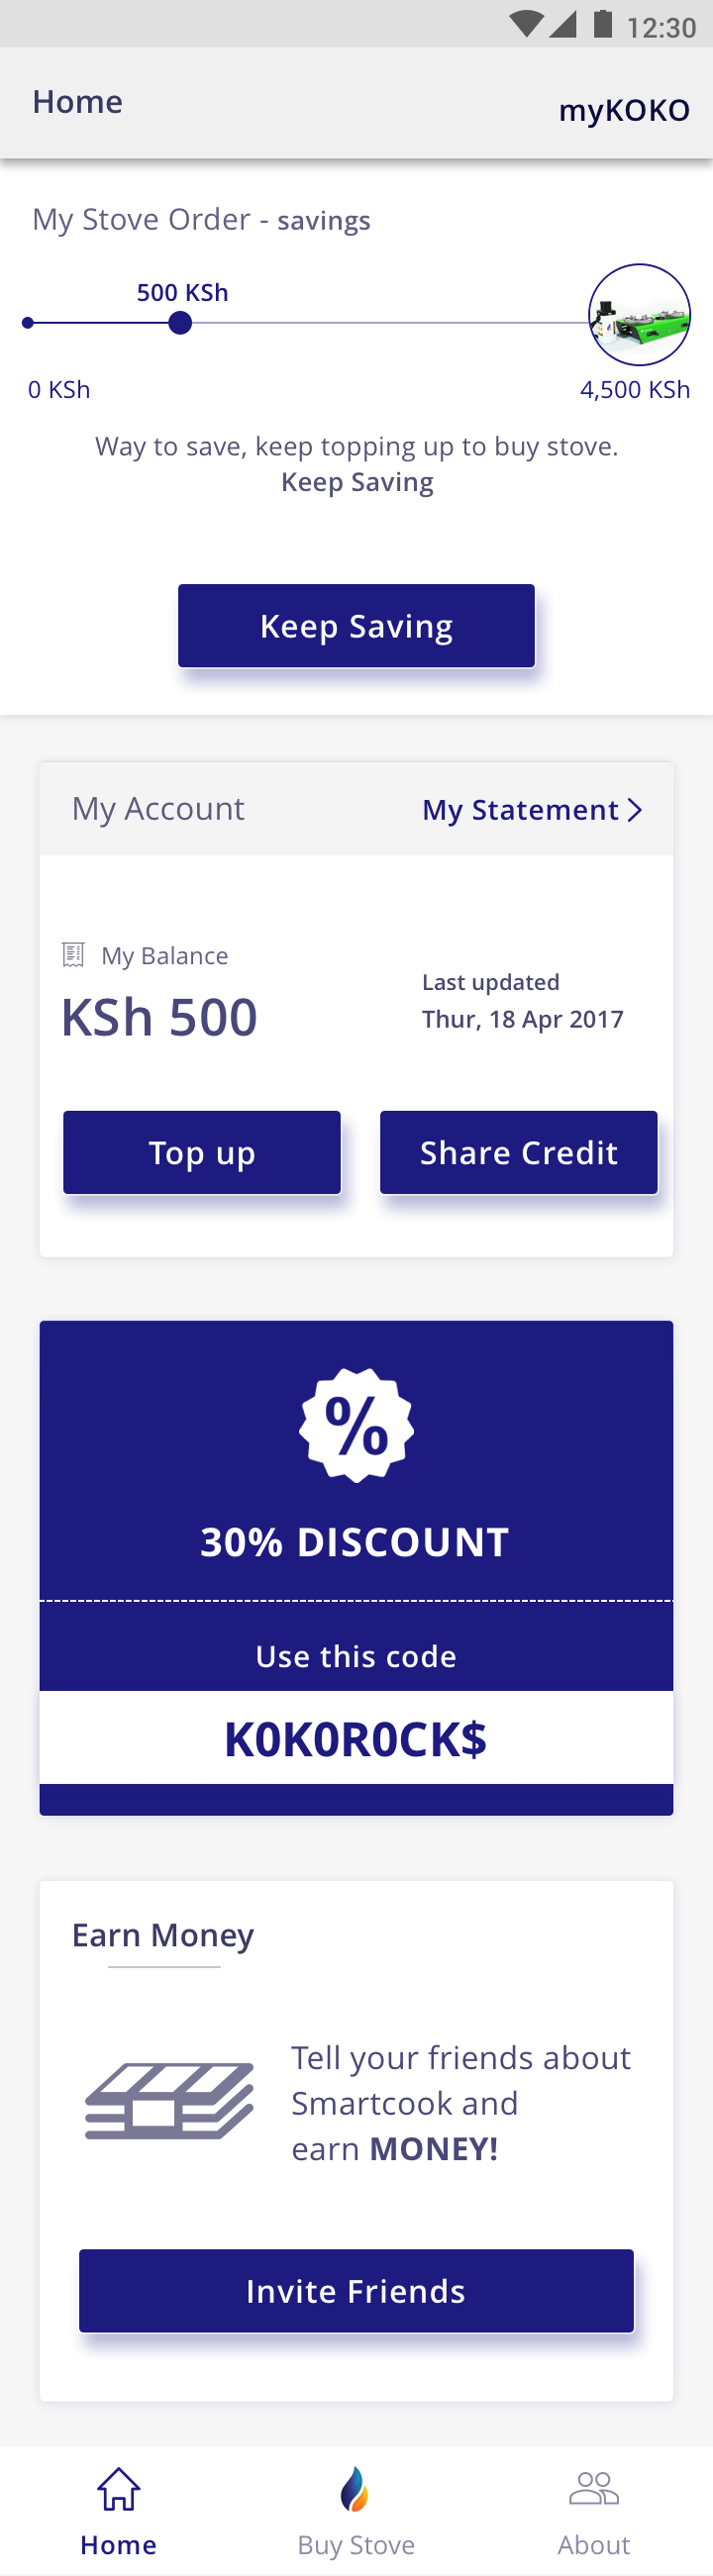 12:30
Home
myKOKO
My Stove Order - savings
500 KSh
0 KSh
4,500 KSh
Way to save, keep topping up to buy stove.
Keep Saving
Keep Saving
My Account
My Statement
My Balance
KSh 500
Last updated
Thur, 18 Apr 2017
Top up
Share Credit
%
30% DISCOUNT
Use this code
K0K0R0CK$
Earn Money
Tell your friends about
Smartcook and
earn MONEY!
Invite Friends
Home
Buy Stove
About